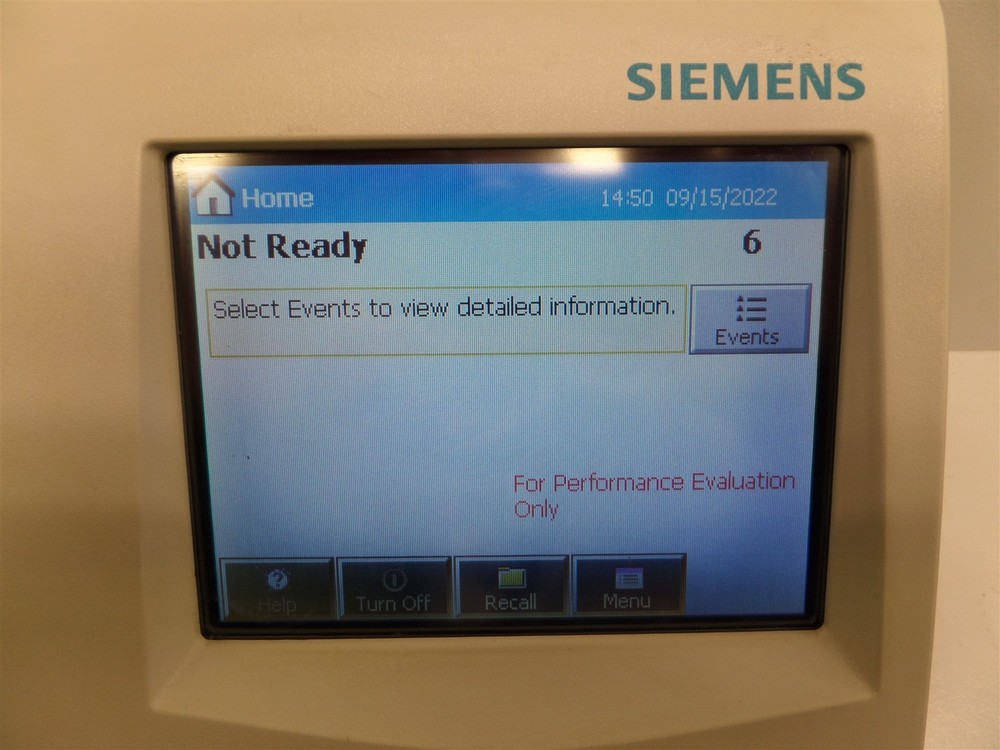 SIEMENS
Home 14:50 09/15/2022
Not Ready 6
Select Events to view detailed information.
Events
For Performance Evaluation
Only
Help Turn Off Recall Menu